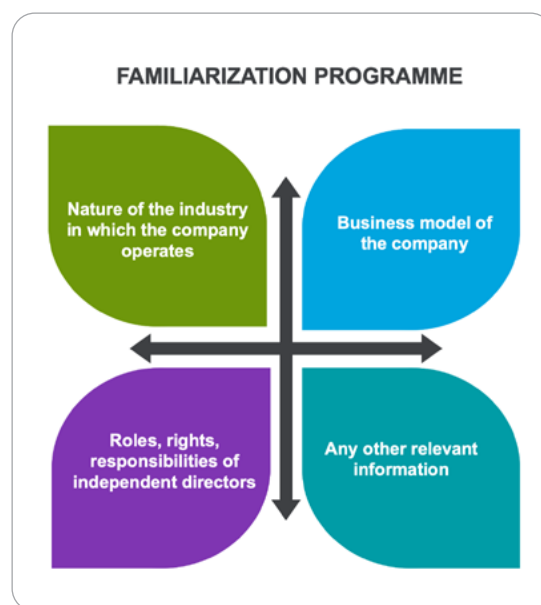 FAMILIARIZATION PROGRAMME
Nature of the industry
in which the company
operates
Business model of
the company
Roles, rights,
responsibilities of
independent directors
Any other relevant
information